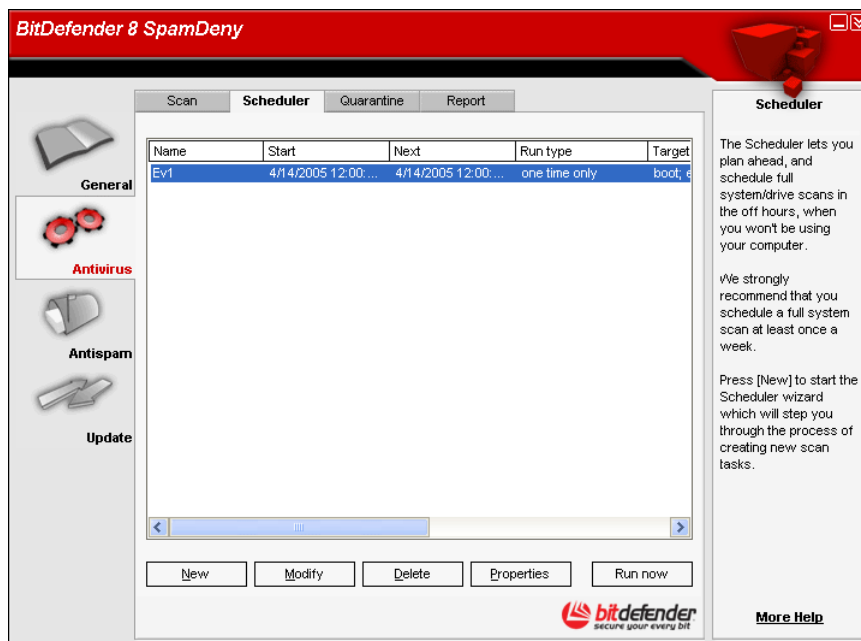 BitDefender 8 SpamDeny
Scan Scheduler Quarantine Report
General
Antivirus
Antispam
Update
Name Start Next Run type Target
Ev1 4/14/2005 12:00:... 4/14/2005 12:00:... one time only boot; e
New Modify Delete Properties Run now
bitdefender
secure your every bit
Scheduler
The Scheduler lets you
plan ahead, and
schedule full
system/drive scans in
the off hours, when
you won't be using
your computer.
We strongly
recommend that you
schedule a full system
scan at least once a
week.
Press [New] to start the
Scheduler wizard
which will step you
through the process of
creating new scan
tasks.
More Help